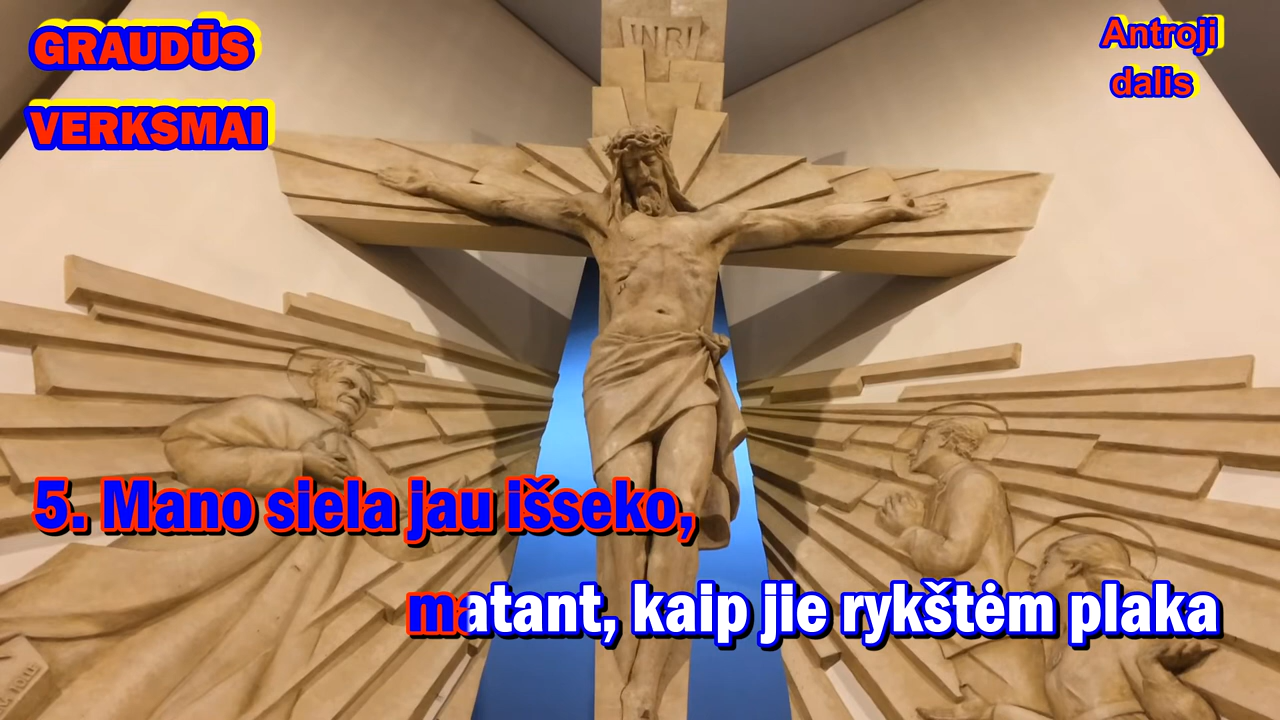 GRAUDŪS
VERKSMAI
Antroji
dalis
INRI
5. Mano siela jau išseko,
matant, kaip jie rykštėm plaka